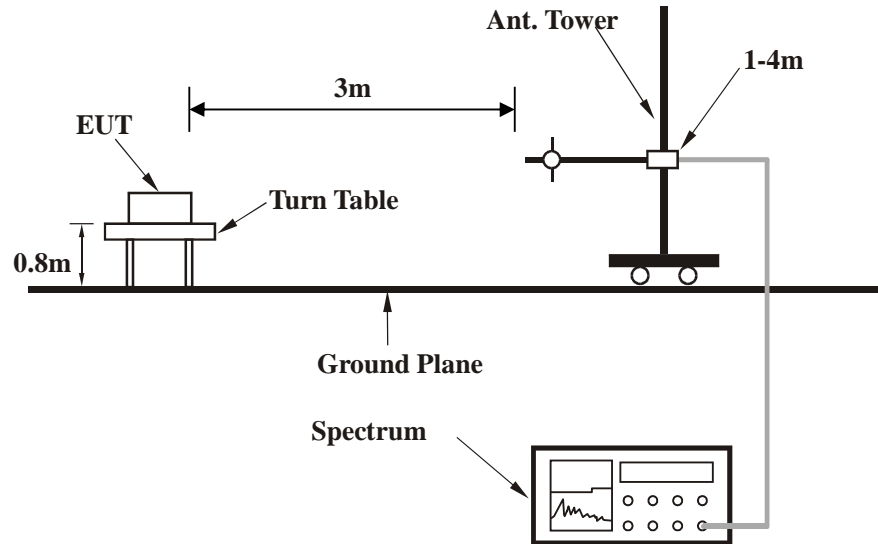 Ant. Tower
1-4m
3m
EUT
Turn Table
0.8m
Ground Plane
Spectrum